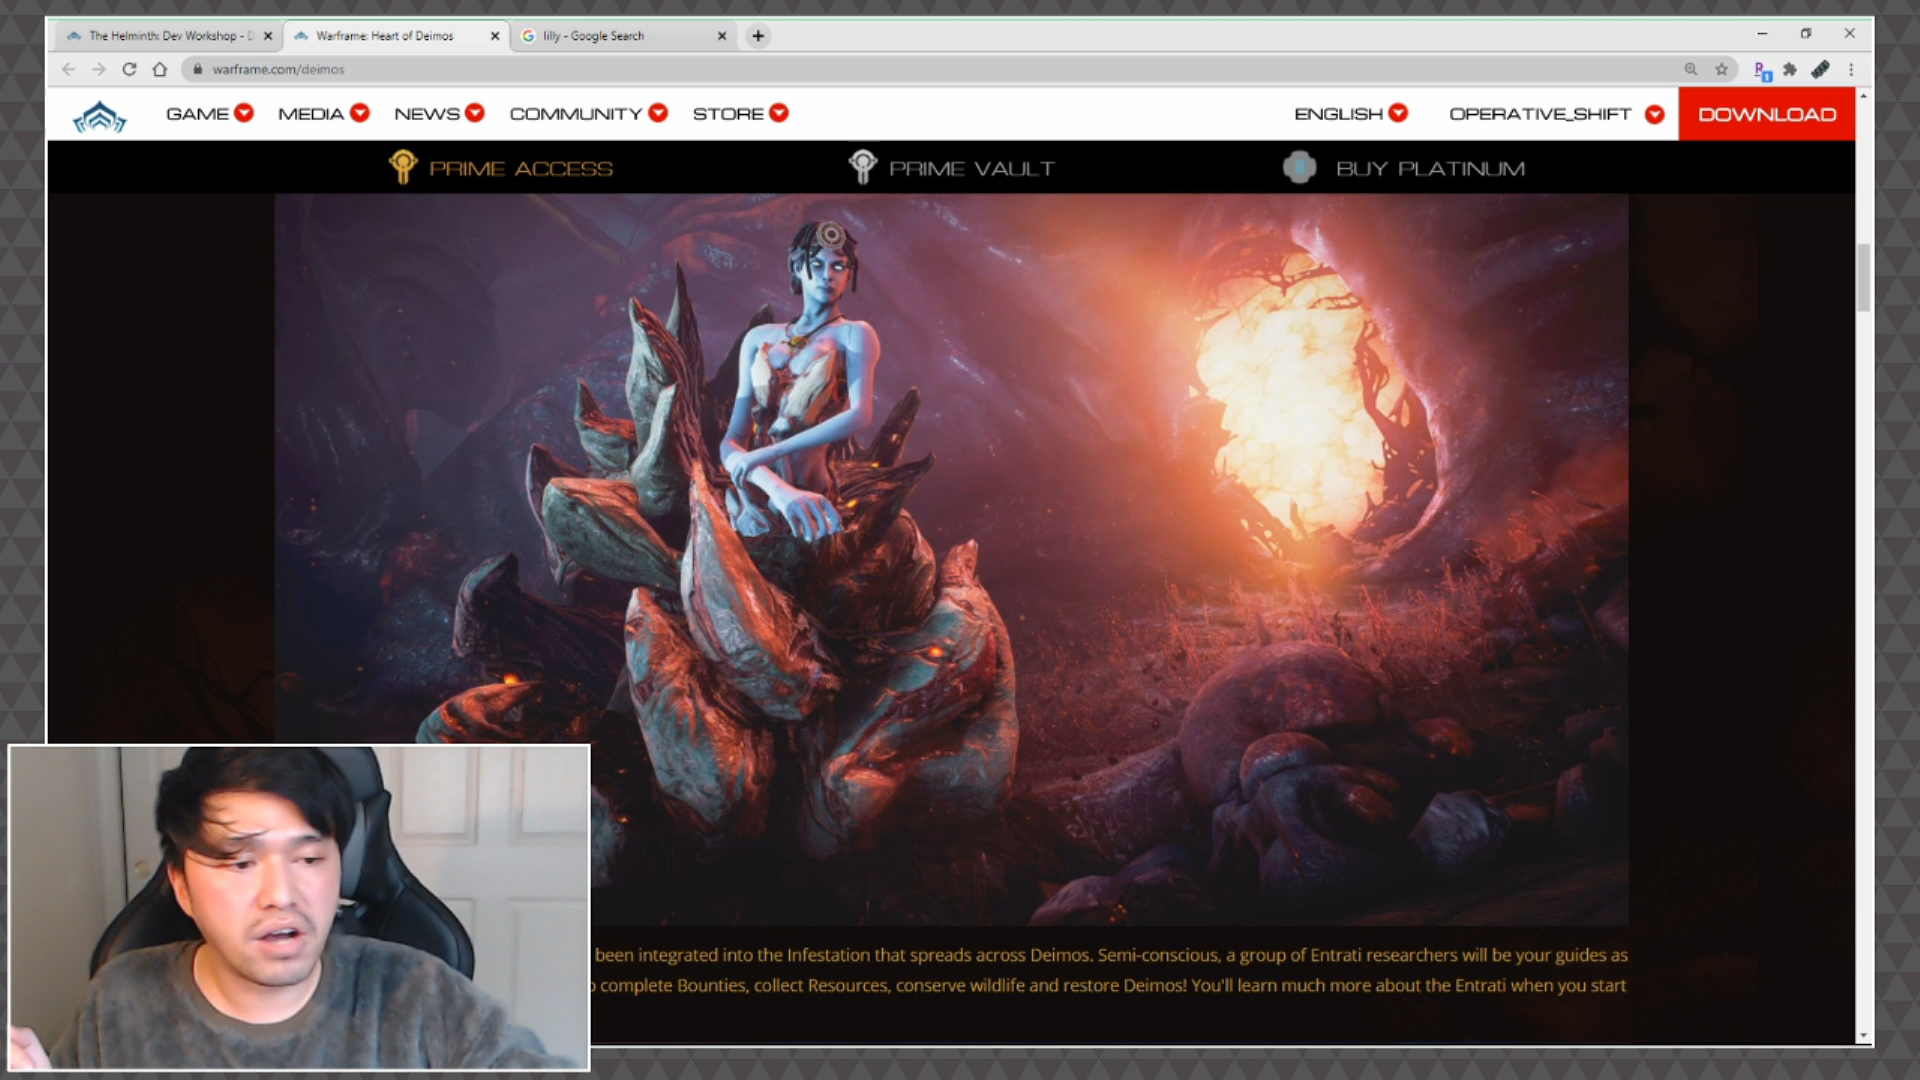 The Helminth: Dev Workshop - D
Warframe: Heart of Deimos
lilly - Google Search
warframe.com/deimos
GAME MEDIA NEWS COMMUNITY STORE ENGLISH OPERATIVE_SHIFT DOWNLOAD
PRIME ACCESS PRIME VAULT BUY PLATINUM
been integrated into the Infestation that spreads across Deimos. Semi-conscious, a group of Entrati researchers will be your guides as
complete Bounties, collect Resources, conserve wildlife and restore Deimos! You'll learn much more about the Entrati when you start